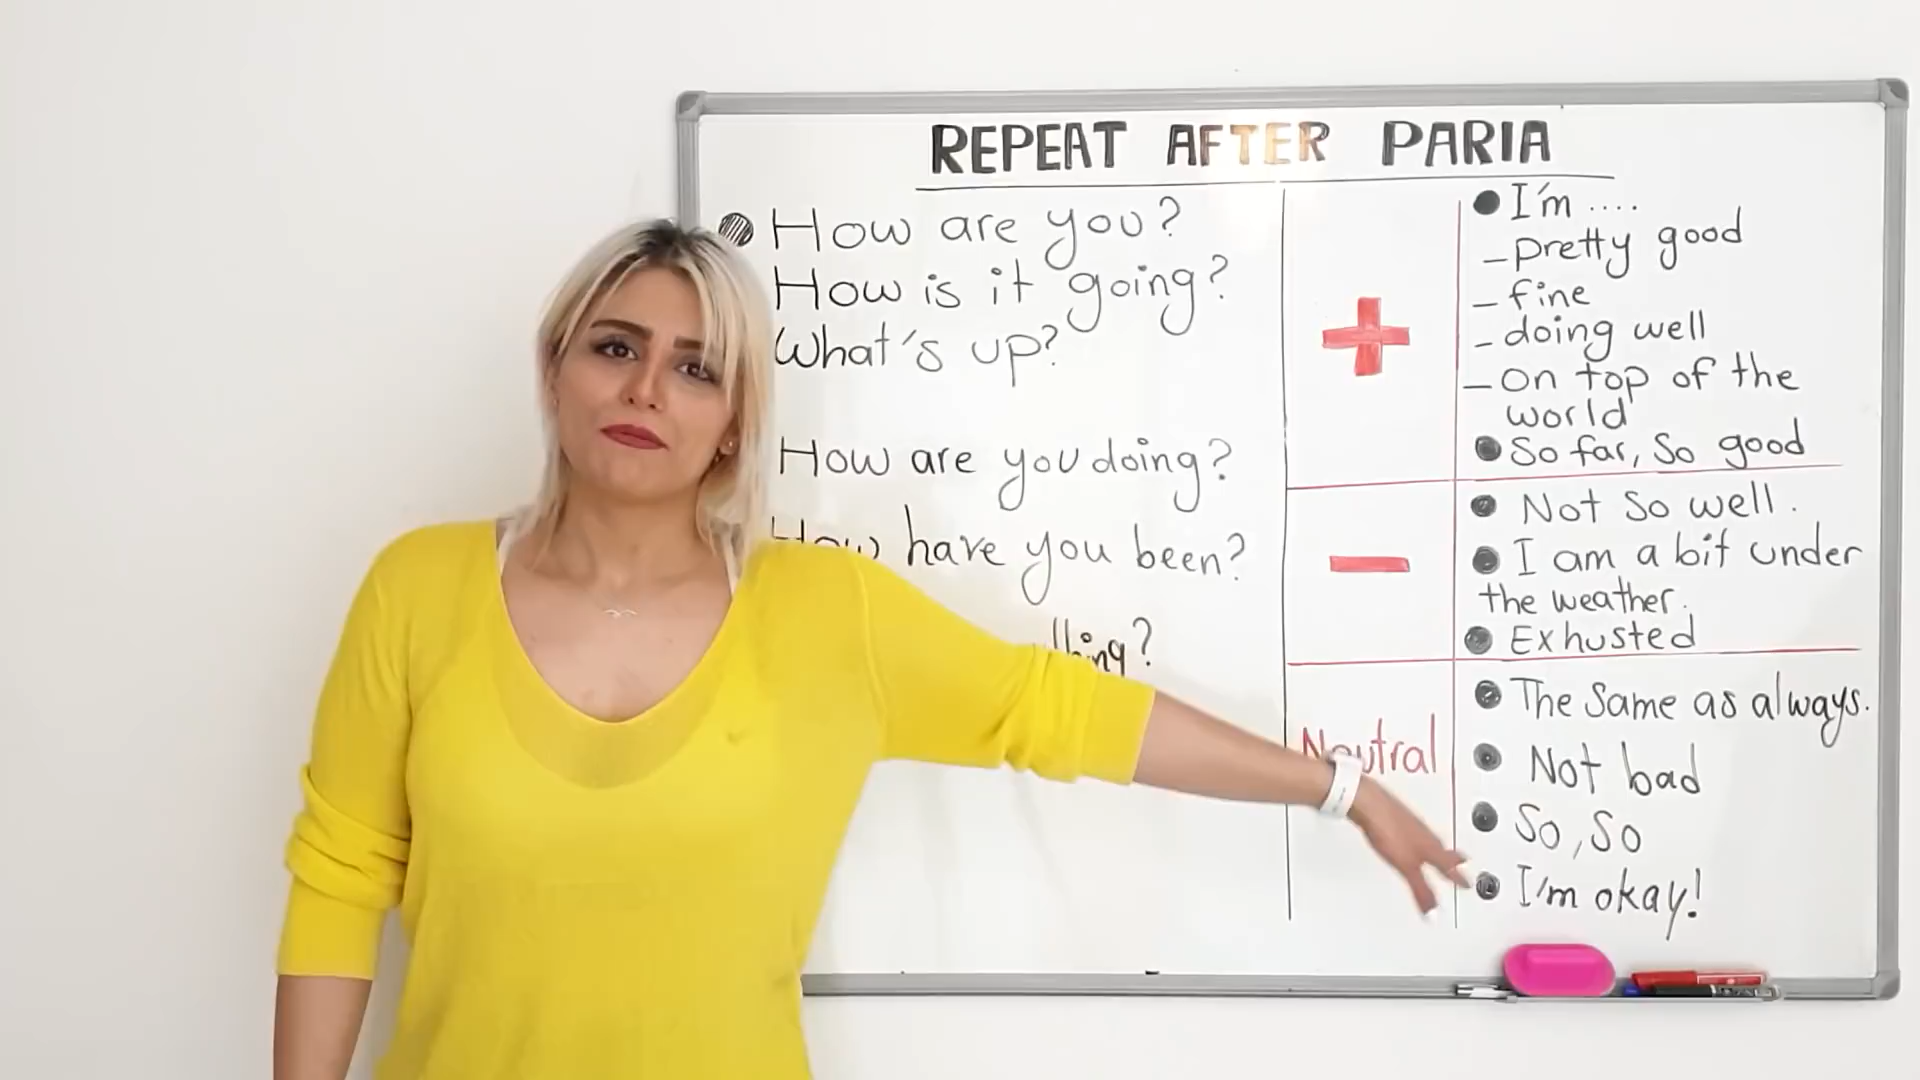 REPEAT AFTER PARIA
How are you?
How is it going?
What's up?
How are you doing?
How have you been?
Neutral
I'm ....
- Pretty good
- fine
- doing well
- On top of the
world
So far, So good
Not so well.
I am a bit under
the weather.
Exhusted
The same as always.
Not bad
So, So
I'm okay!